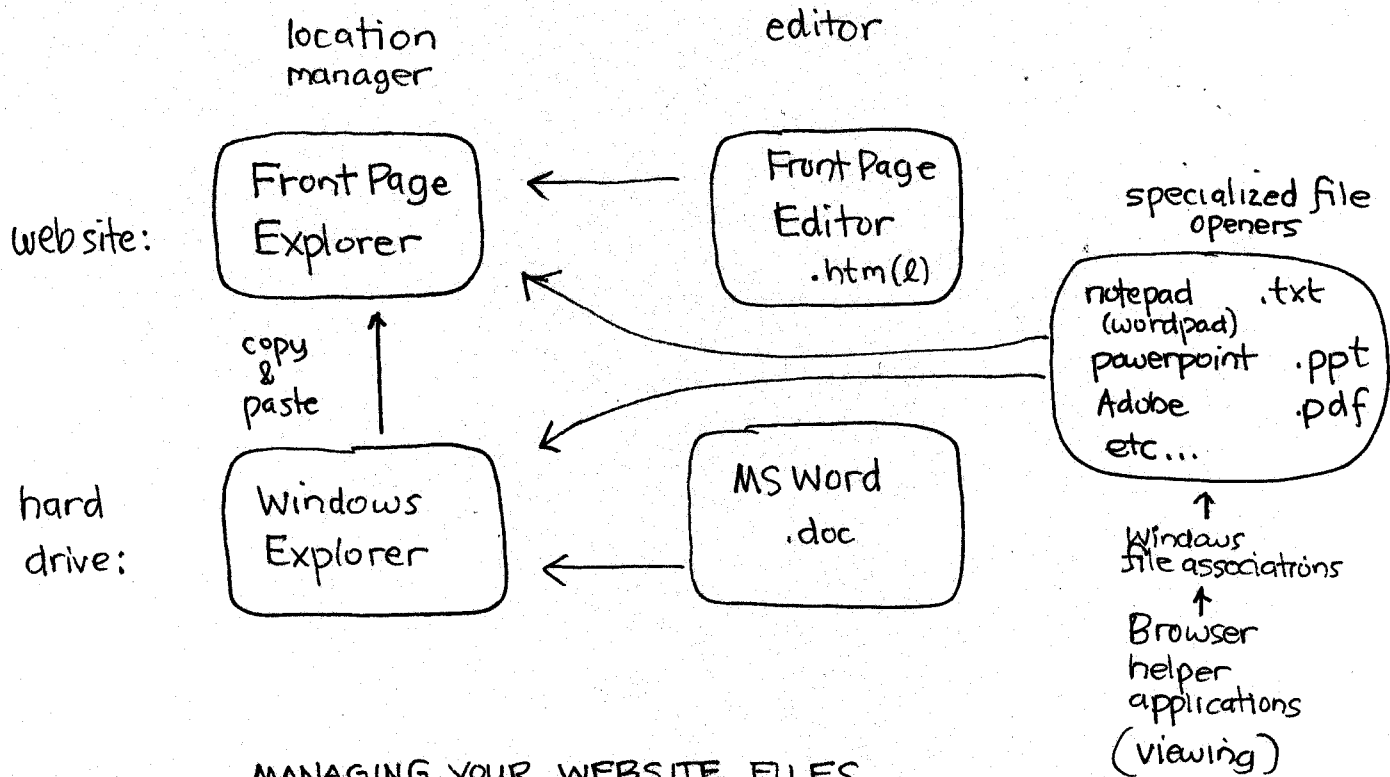 location
manager
editor
website:
Front Page
Explorer
Front Page
Editor
.htm(l)
specialized file
openers
notepad .txt
(wordpad)
powerpoint .ppt
Adobe .pdf
etc...
copy
&
paste
hard
drive:
Windows
Explorer
MS Word
.doc
Windows
file associations
Browser
helper
applications
(viewing)
MANAGING YOUR WEBSITE FILES